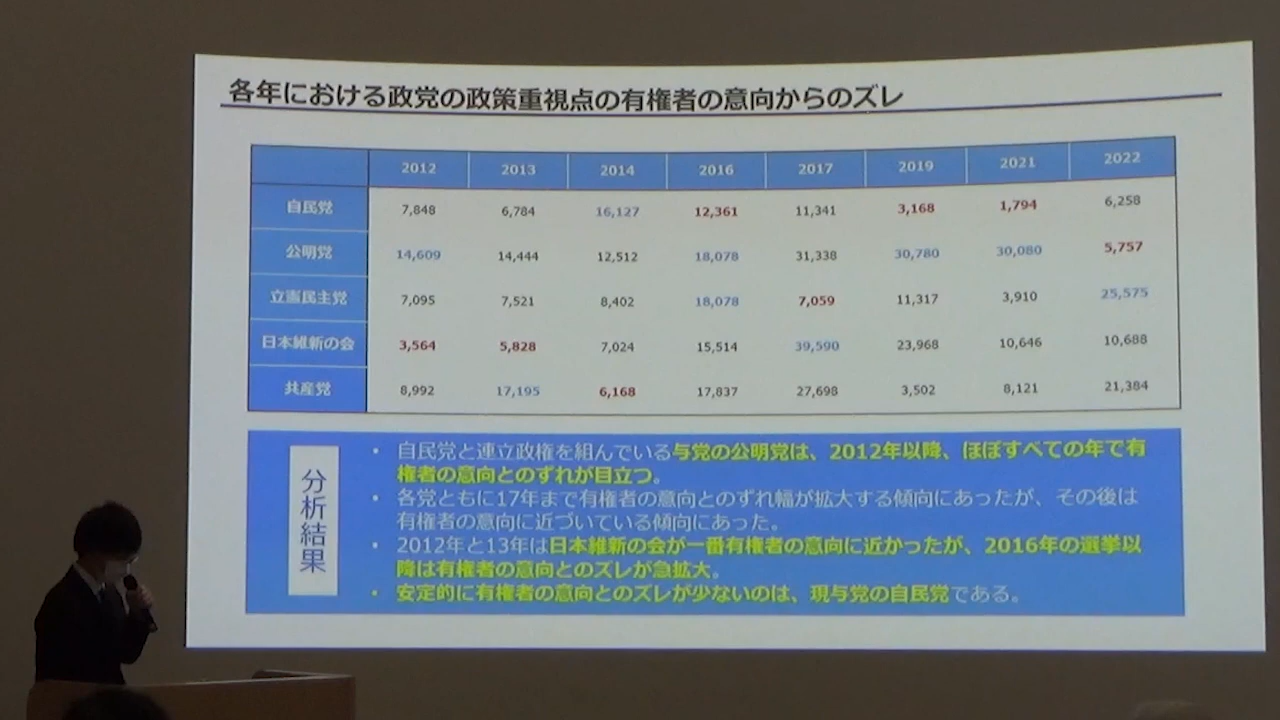 各年における政党の政策重視点の有権者の意向からのズレ
2012 2013 2014 2016 2017 2019 2021 2022
自民党 7,848 6,784 16,127 12,361 11,341 3,168 1,794 6,258
公明党 14,609 14,444 12,512 18,078 31,338 30,780 30,080 5,757
立憲民主党 7,095 7,521 8,402 18,078 7,059 11,317 3,910 25,575
日本維新の会 3,564 5,828 7,024 15,514 39,590 23,968 10,646 10,688
共産党 8,992 17,195 6,168 17,837 27,698 3,502 8,121 21,384
分析結果
• 自民党と連立政権を組んでいる与党の公明党は、2012年以降、ほぼすべての年で有
権者の意向とのずれが目立つ。
• 各党ともに17年まで有権者の意向とのずれ幅が拡大する傾向にあったが、その後は
有権者の意向に近づいている傾向にあった。
• 2012年と13年は日本維新の会が一番有権者の意向に近かったが、2016年の選挙以
降は有権者の意向とのズレが急拡大。
• 安定的に有権者の意向とのズレが少ないのは、現与党の自民党である。